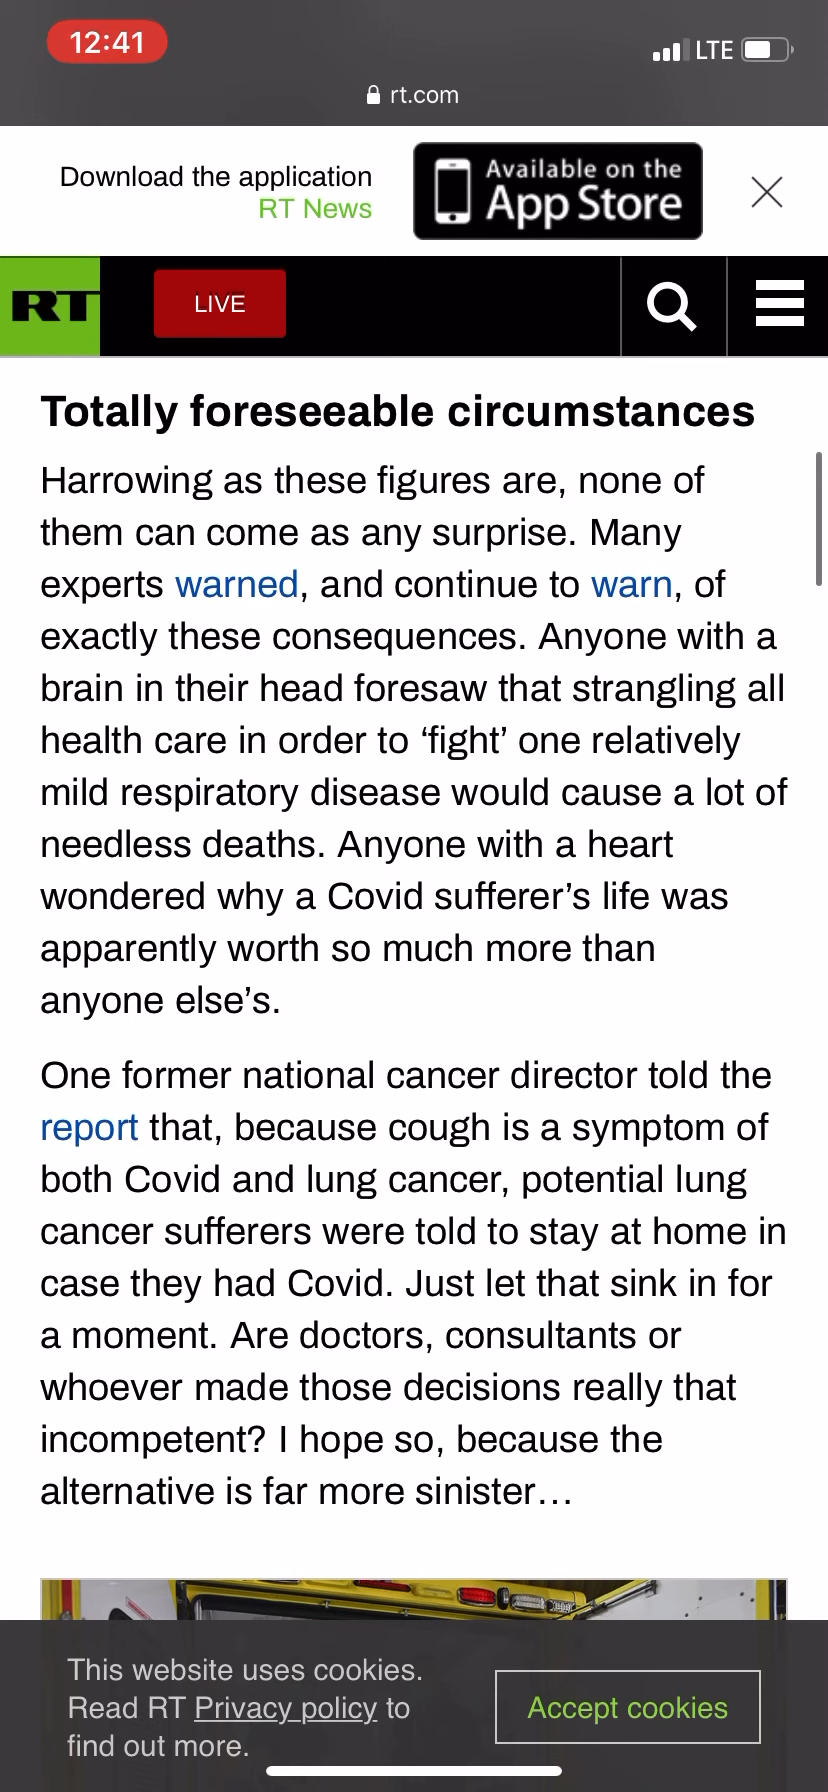 12:41
LTE
rt.com
Download the application
RT News
Available on the
App Store
RT
LIVE
Totally foreseeable circumstances
Harrowing as these figures are, none of
them can come as any surprise. Many
experts warned, and continue to warn, of
exactly these consequences. Anyone with a
brain in their head foresaw that strangling all
health care in order to ‘fight’ one relatively
mild respiratory disease would cause a lot of
needless deaths. Anyone with a heart
wondered why a Covid sufferer’s life was
apparently worth so much more than
anyone else’s.
One former national cancer director told the
report that, because cough is a symptom of
both Covid and lung cancer, potential lung
cancer sufferers were told to stay at home in
case they had Covid. Just let that sink in for
a moment. Are doctors, consultants or
whoever made those decisions really that
incompetent? I hope so, because the
alternative is far more sinister…
This website uses cookies.
Read RT Privacy policy to
find out more.
Accept cookies